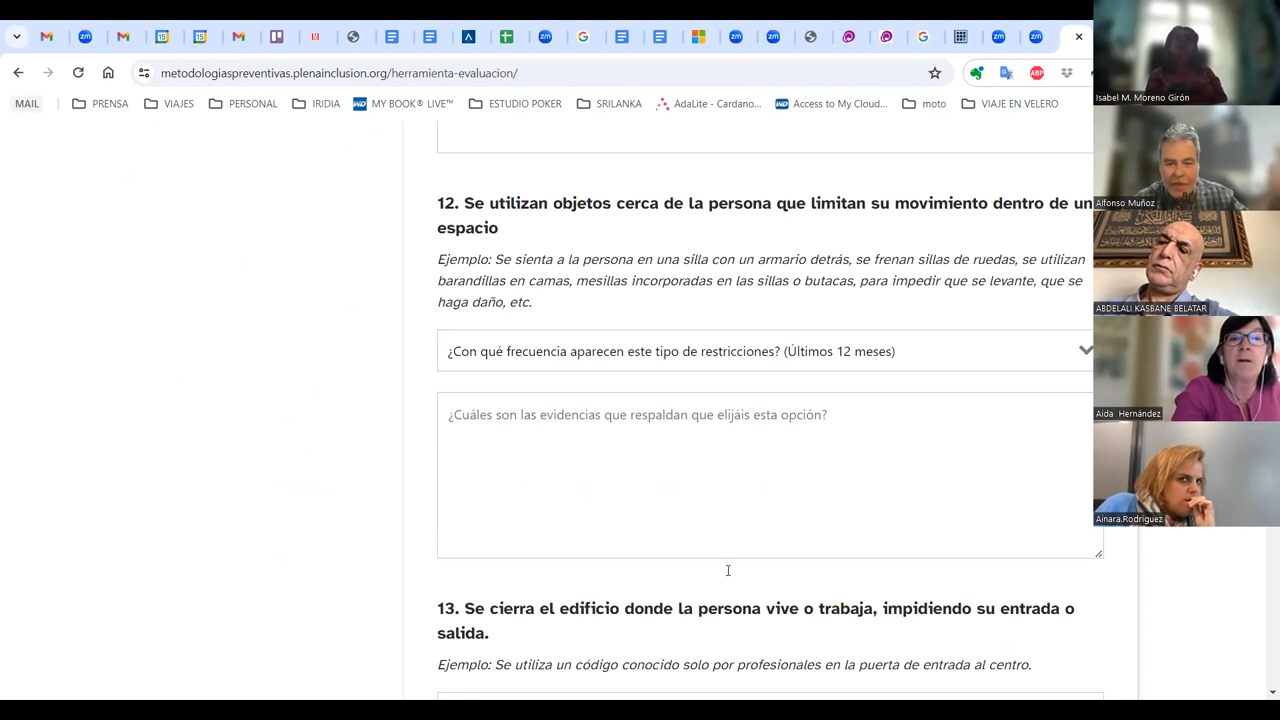 metodologiaspreventivas.plenainclusion.org/herramienta-evaluacion/
ABP
MAIL
PRENSA
VIAJES
PERSONAL
IRIDIA
MY BOOK® LIVE™
ESTUDIO POKER
SRILANKA
AdaLite - Cardano...
Access to My Cloud...
moto
VIAJE EN VELERO
12. Se utilizan objetos cerca de la persona que limitan su movimiento dentro de un
espacio
Ejemplo: Se sienta a la persona en una silla con un armario detrás, se frenan sillas de ruedas, se utilizan
barandillas en camas, mesillas incorporadas en las sillas o butacas, para impedir que se levante, que se
haga daño, etc.
¿Con qué frecuencia aparecen este tipo de restricciones? (Últimos 12 meses)
¿Cuáles son las evidencias que respaldan que elijáis esta opción?
13. Se cierra el edificio donde la persona vive o trabaja, impidiendo su entrada o
salida.
Ejemplo: Se utiliza un código conocido solo por profesionales en la puerta de entrada al centro.
Isabel M. Moreno Girón
Alfonso Muñoz
ABDELALI KASBANE BELATAR
Aida Hernández
Ainara.Rodriguez